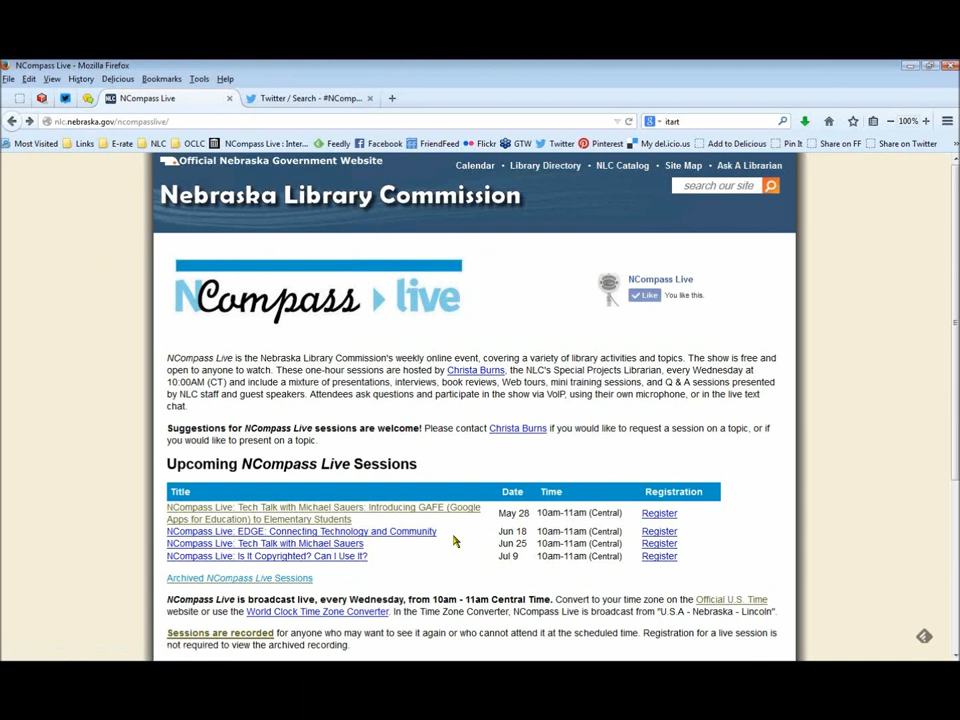 NCompass Live - Mozilla Firefox
File Edit View History Delicious Bookmarks Tools Help
NLC NCompass Live × Twitter / Search - #NComp... × +
nlc.nebraska.gov/ncompasslive/ itart 100%
Most Visited Links E-rate NLC OCLC NCompass Live : Inter... Feedly Facebook FriendFeed Flickr GTW Twitter Pinterest My del.icio.us Add to Delicious Pin It Share on FF Share on Twitter
Official Nebraska Government Website
Calendar • Library Directory • NLC Catalog • Site Map • Ask A Librarian
Nebraska Library Commission
search our site
NCompass live
NCompass Live
Like You like this.
NCompass Live is the Nebraska Library Commission's weekly online event, covering a variety of library activities and topics. The show is free and
open to anyone to watch. These one-hour sessions are hosted by Christa Burns, the NLC's Special Projects Librarian, every Wednesday at
10:00AM (CT) and include a mixture of presentations, interviews, book reviews, Web tours, mini training sessions, and Q & A sessions presented
by NLC staff and guest speakers. Attendees ask questions and participate in the show via VoIP, using their own microphone, or in the live text
chat.
Suggestions for NCompass Live sessions are welcome! Please contact Christa Burns if you would like to request a session on a topic, or if
you would like to present on a topic.
Upcoming NCompass Live Sessions
Title Date Time Registration
NCompass Live: Tech Talk with Michael Sauers: Introducing GAFE (Google
Apps for Education) to Elementary Students May 28 10am-11am (Central) Register
NCompass Live: EDGE: Connecting Technology and Community Jun 18 10am-11am (Central) Register
NCompass Live: Tech Talk with Michael Sauers Jun 25 10am-11am (Central) Register
NCompass Live: Is It Copyrighted? Can I Use It? Jul 9 10am-11am (Central) Register
Archived NCompass Live Sessions
NCompass Live is broadcast live, every Wednesday, from 10am - 11am Central Time. Convert to your time zone on the Official U.S. Time
website or use the World Clock Time Zone Converter. In the Time Zone Converter, NCompass Live is broadcast from "U.S.A - Nebraska - Lincoln".
Sessions are recorded for anyone who may want to see it again or who cannot attend it at the scheduled time. Registration for a live session is
not required to view the archived recording.